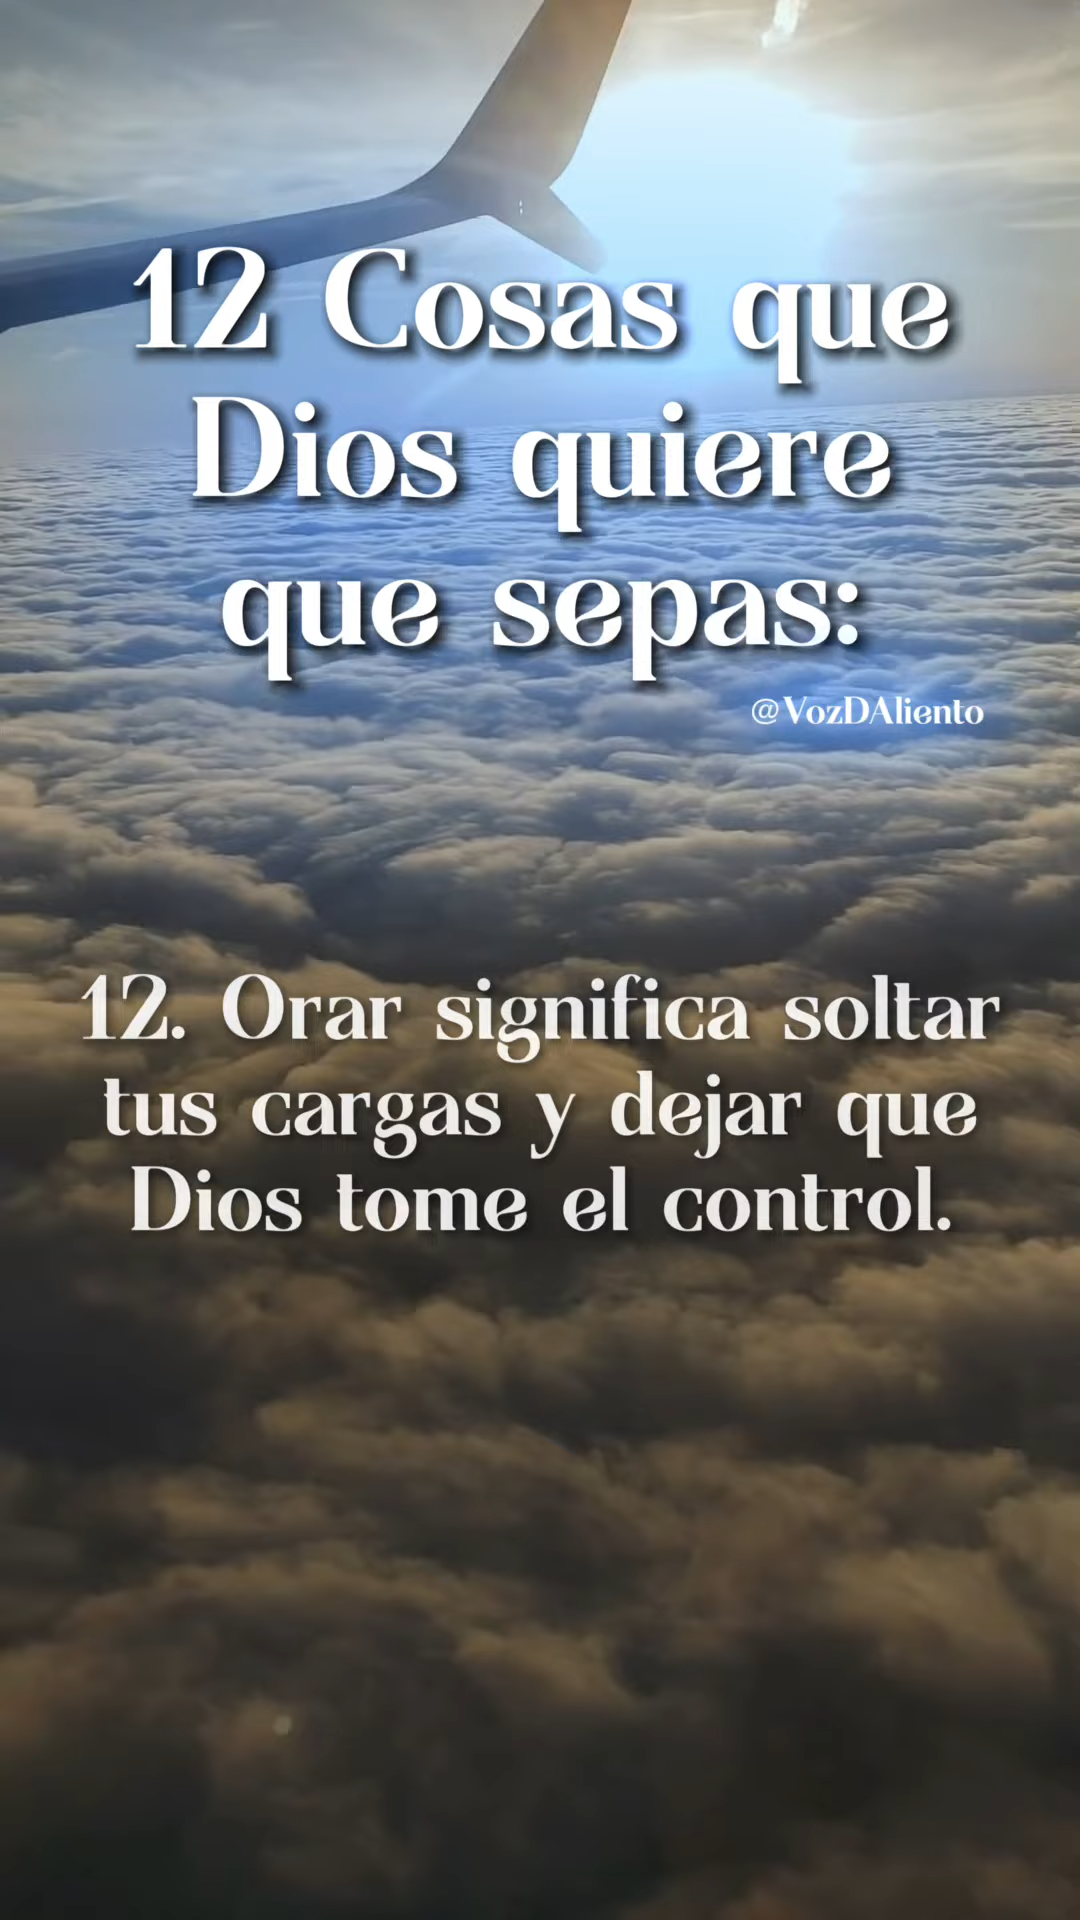 12 Cosas que
Dios quiere
que sepas:
@VozDAliento
12. Orar significa soltar
tus cargas y dejar que
Dios tome el control.